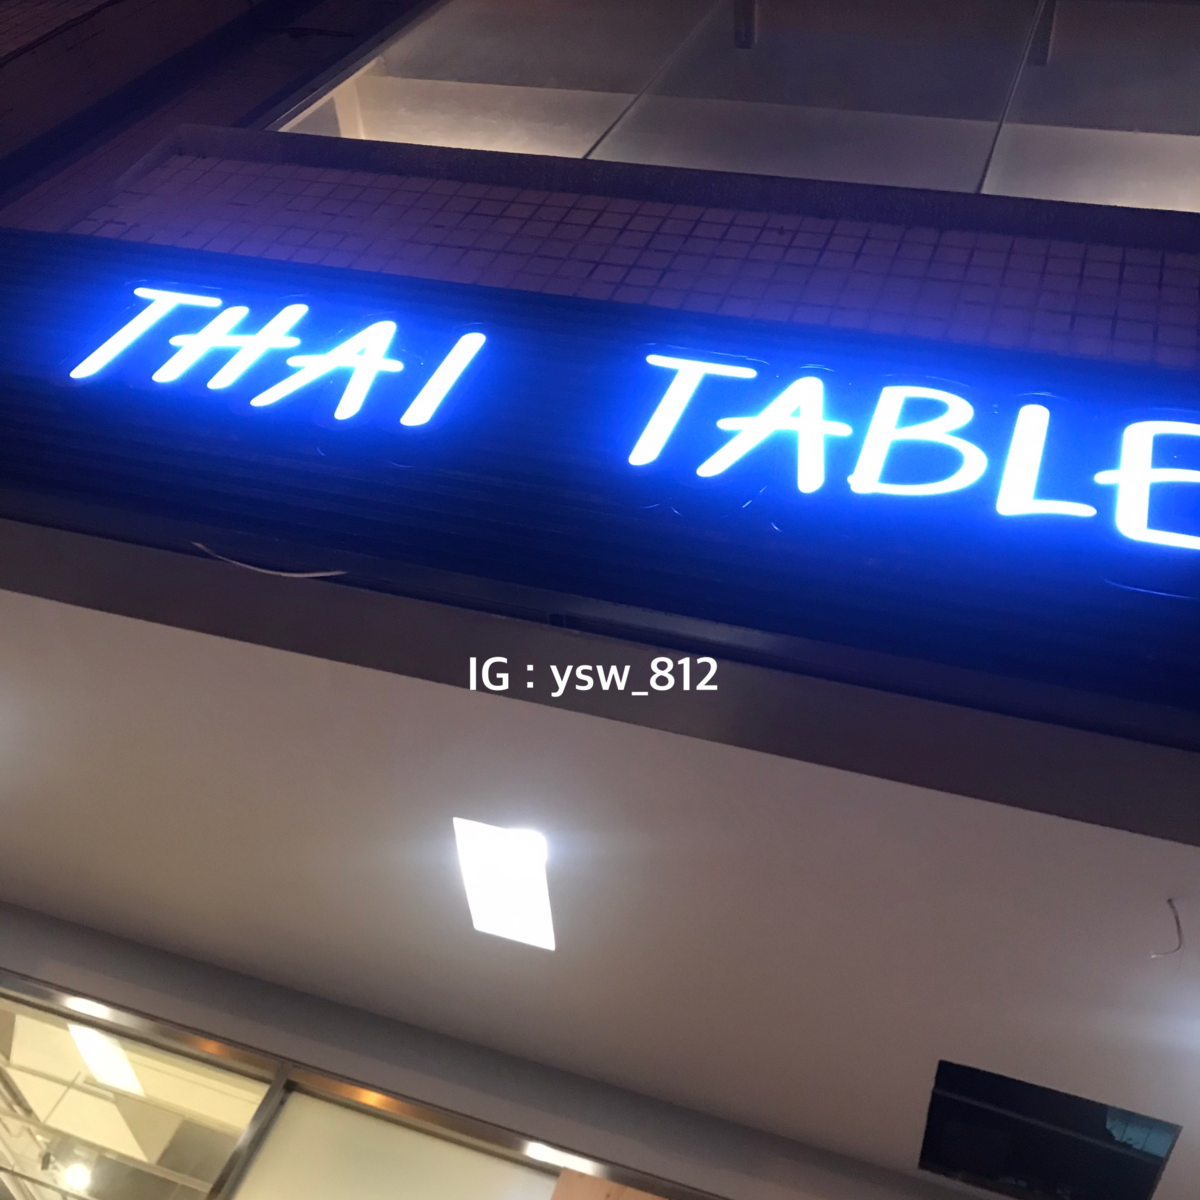 THAI TABLE
IG : ysw_812